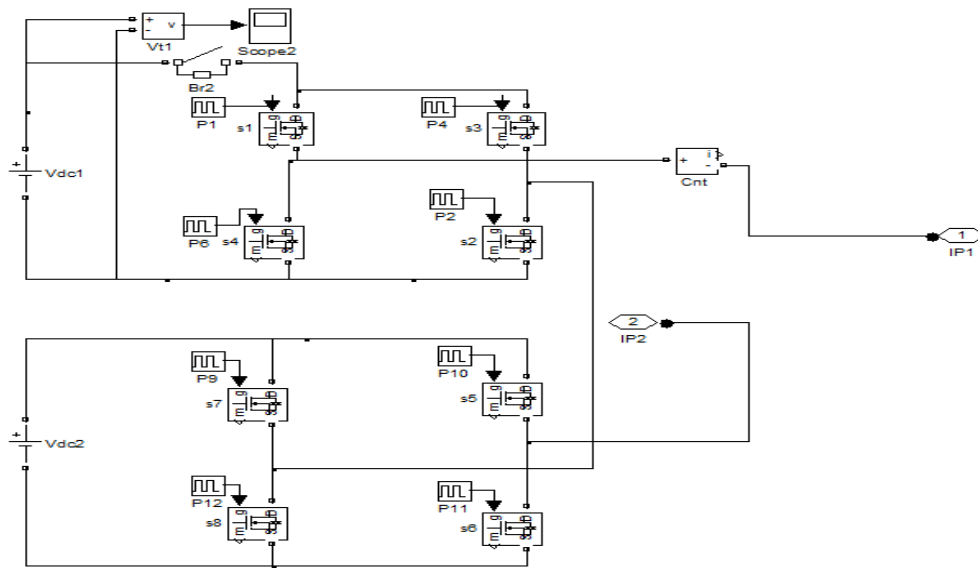 +
-
v
Vt1
Scope2
Br2
P1
g
D
m
S
s1
P4
g
D
m
S
s3
+
Vdc1
+
i
-
Cnt
P6
g
D
m
S
s4
P2
g
D
m
S
s2
1
IP1
2
IP2
P9
g
D
m
S
s7
P10
g
D
m
S
s5
+
Vdc2
P12
g
D
m
S
s8
P11
g
D
m
S
s6